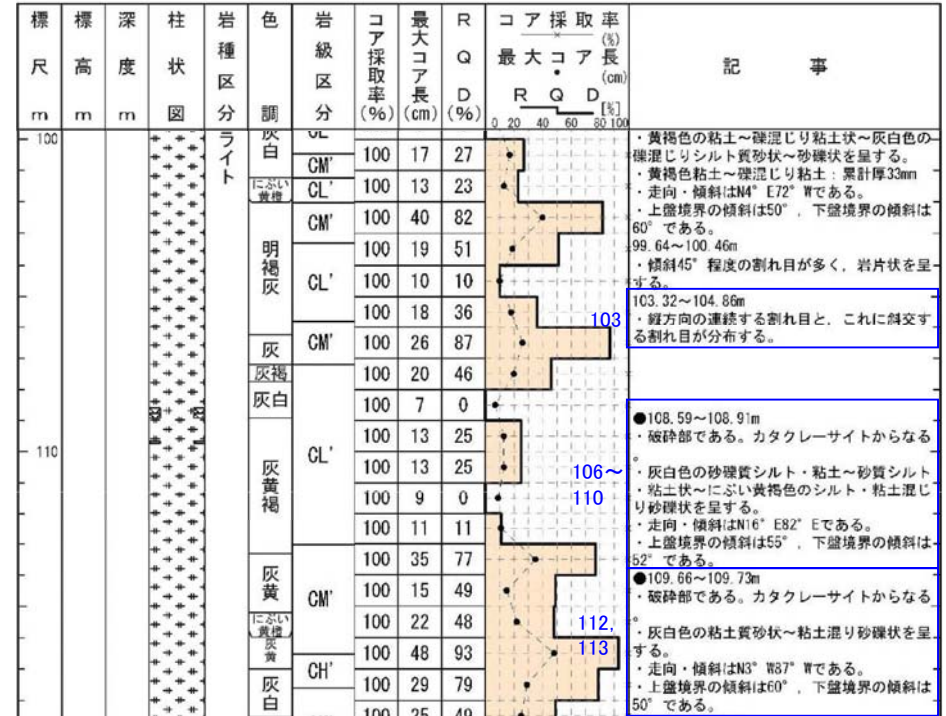 標尺m 標高m 深度m 柱状図 岩種区分 色調 岩級区分 コア採取率(%) 最大コア長(cm) RQD(%) コア採取率(%) 最大コア長(cm) RQD[%] 記事
0 20 40 60 80 100
100
ライト
灰白
CL'
CM'
100 17 27
にぶい黄橙
CL'
100 13 23
CM'
100 40 82
明褐灰
100 19 51
CL'
100 10 10
100 18 36
103
灰
CM'
100 26 87
灰褐
100 20 46
灰白
100 7 0
CL'
100 13 25
110
灰黄褐
100 13 25
106~
100 9 0
110
100 11 11
100 35 77
灰黄
CM'
100 15 49
にぶい黄橙
100 22 48
112,
灰黄
100 48 93
113
CH'
灰白
100 29 79
100 25 49
・黄褐色の粘土~礫混じり粘土状~灰白色の
礫混じりシルト質砂状~砂礫状を呈する。
・黄褐色粘土~礫混じり粘土：累計厚33mm
・走向・傾斜はN4°E72°Wである。
・上盤境界の傾斜は50°，下盤境界の傾斜は
60°である。
99.64~100.46m
・傾斜45°程度の割れ目が多く，岩片状を呈
する。
103.32~104.86m
・縦方向の連続する割れ目と，これに斜交す
る割れ目が分布する。
●108.59~108.91m
・破砕部である。カタクレーサイトからなる
。
・灰白色の砂礫質シルト・粘土~砂質シルト
・粘土状~にぶい黄褐色のシルト・粘土混じ
り砂礫状を呈する。
・走向・傾斜はN16°E82°Eである。
・上盤境界の傾斜は55°，下盤境界の傾斜は
52°である。
●109.66~109.73m
・破砕部である。カタクレーサイトからなる
。
・灰白色の粘土質砂状~粘土混り砂礫状を呈
する。
・走向・傾斜はN3°W87°Wである。
・上盤境界の傾斜は60°，下盤境界の傾斜は
50°である。